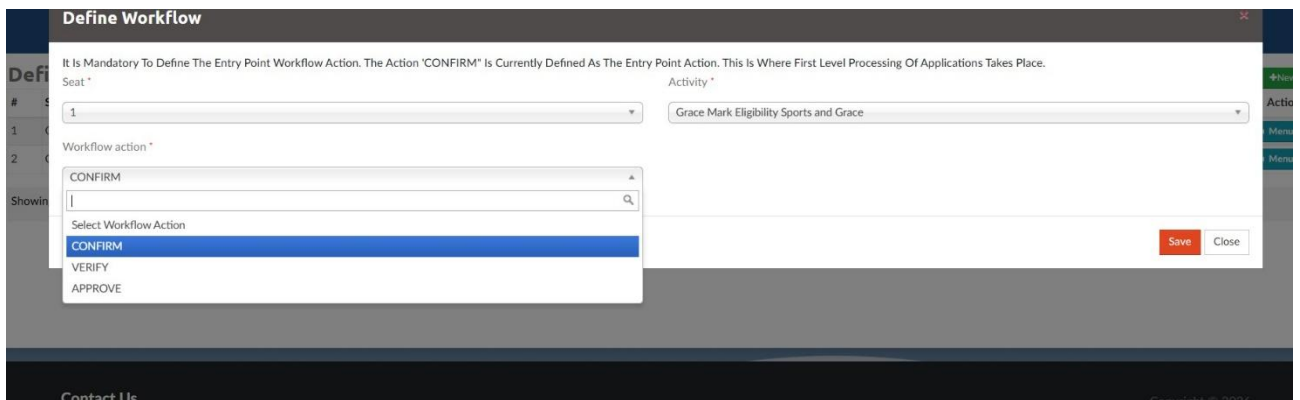 Define Workflow
×
It Is Mandatory To Define The Entry Point Workflow Action. The Action 'CONFIRM" Is Currently Defined As The Entry Point Action. This Is Where First Level Processing Of Applications Takes Place.
Defi
Seat *
Activity *
+New
#
Actio
1
Grace Mark Eligibility Sports and Grace
1
Menu
Workflow action *
2
Menu
CONFIRM
Showin
Select Workflow Action
CONFIRM
Save
Close
VERIFY
APPROVE
Contact Us